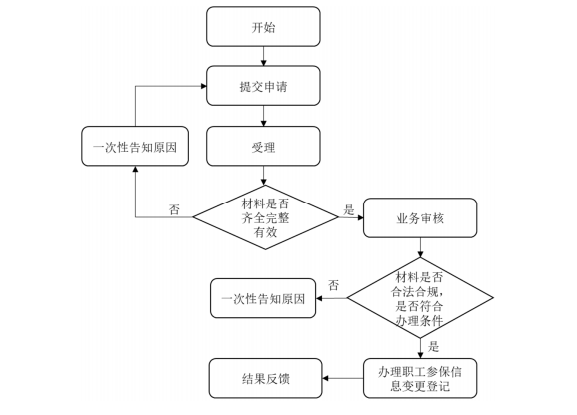 开始
提交申请
一次性告知原因
受理
材料是否
齐全完整
有效
否
是
业务审核
材料是否
合法合规，
是否符合
办理条件
否
一次性告知原因
是
办理职工参保信
息变更登记
结果反馈